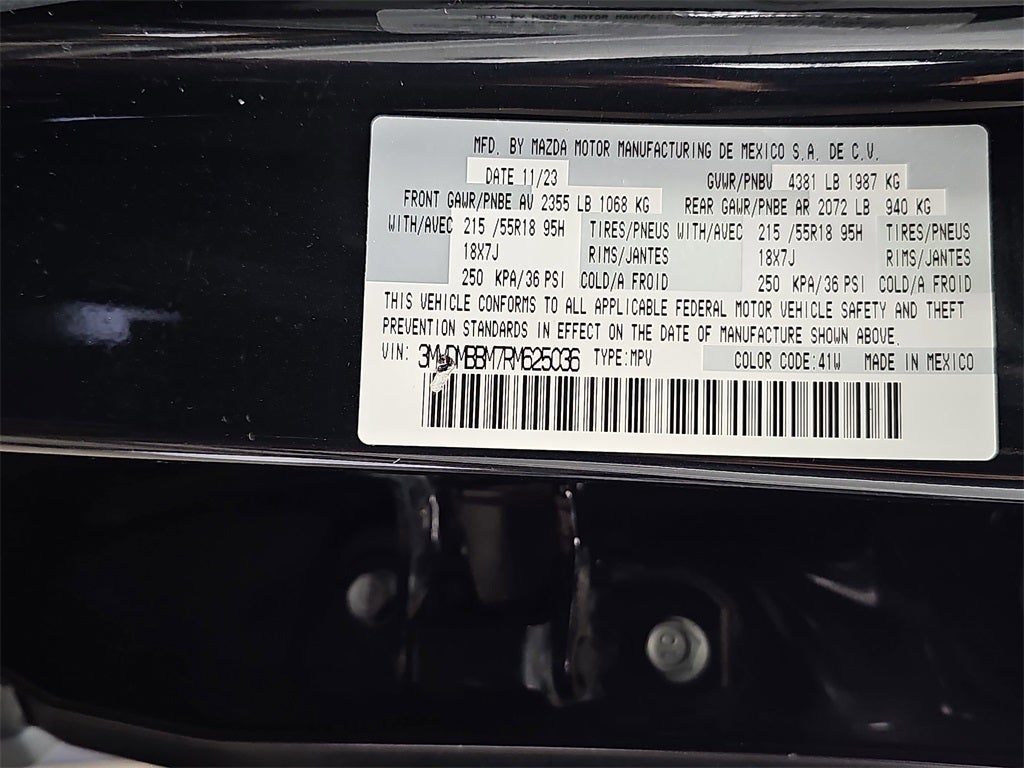 MFD. BY MAZDA MOTOR MANUFACTURING DE MEXICO S.A. DE C.V.
DATE 11/23 GVWR/PNBV 4381 LB 1987 KG
FRONT GAWR/PNBE AV 2355 LB 1068 KG REAR GAWR/PNBE AR 2072 LB 940 KG
WITH/AVEC 215 /55R18 95H TIRES/PNEUS WITH/AVEC 215 /55R18 95H TIRES/PNEUS
18X7J RIMS/JANTES 18X7J RIMS/JANTES
250 KPA/36 PSI COLD/A FROID 250 KPA/36 PSI COLD/A FROID
THIS VEHICLE CONFORMS TO ALL APPLICABLE FEDERAL MOTOR VEHICLE SAFETY AND THEFT
PREVENTION STANDARDS IN EFFECT ON THE DATE OF MANUFACTURE SHOWN ABOVE.
VIN: 3MVDMBBM7RM625036 TYPE:MPV COLOR CODE:41W MADE IN MEXICO